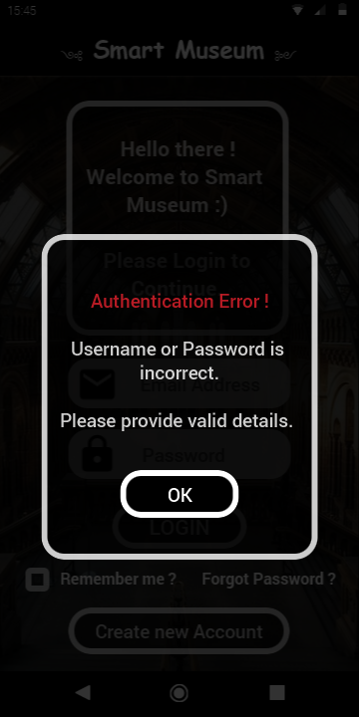 15:45
Smart Museum
Hello there !
Welcome to Smart
Museum :)
Please Login to
Continue
Authentication Error !
Username or Password is
incorrect.
Email Address
Please provide valid details.
Password
OK
LOGIN
Remember me ? Forgot Password ?
Create new Account